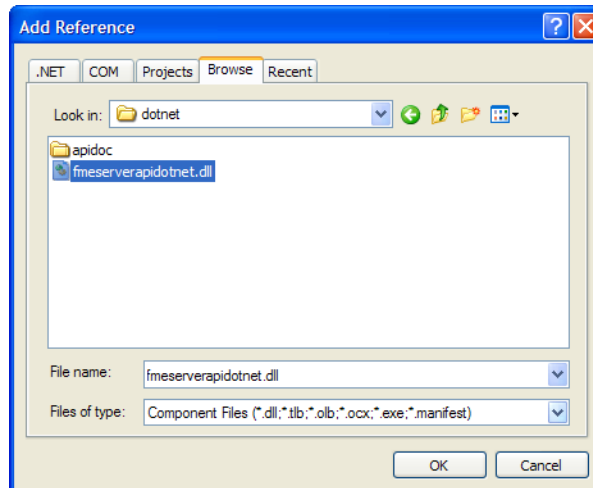 Add Reference
.NET COM Projects Browse Recent
Look in: dotnet
apidoc
fmeserverapidotnet.dll
File name: fmeserverapidotnet.dll
Files of type: Component Files (*.dll;*.tlb;*.olb;*.ocx;*.exe;*.manifest)
OK Cancel